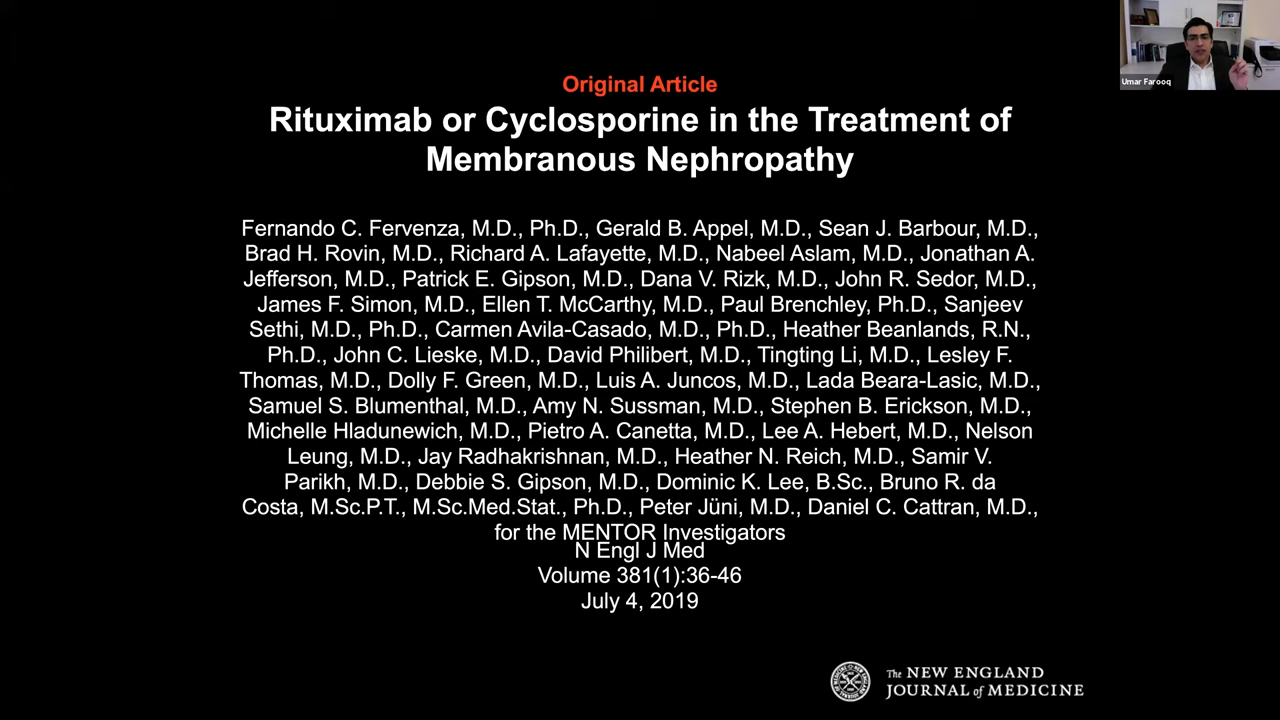 Umar Farooq
Original Article
Rituximab or Cyclosporine in the Treatment of
Membranous Nephropathy
Fernando C. Fervenza, M.D., Ph.D., Gerald B. Appel, M.D., Sean J. Barbour, M.D.,
Brad H. Rovin, M.D., Richard A. Lafayette, M.D., Nabeel Aslam, M.D., Jonathan A.
Jefferson, M.D., Patrick E. Gipson, M.D., Dana V. Rizk, M.D., John R. Sedor, M.D.,
James F. Simon, M.D., Ellen T. McCarthy, M.D., Paul Brenchley, Ph.D., Sanjeev
Sethi, M.D., Ph.D., Carmen Avila-Casado, M.D., Ph.D., Heather Beanlands, R.N.,
Ph.D., John C. Lieske, M.D., David Philibert, M.D., Tingting Li, M.D., Lesley F.
Thomas, M.D., Dolly F. Green, M.D., Luis A. Juncos, M.D., Lada Beara-Lasic, M.D.,
Samuel S. Blumenthal, M.D., Amy N. Sussman, M.D., Stephen B. Erickson, M.D.,
Michelle Hladunewich, M.D., Pietro A. Canetta, M.D., Lee A. Hebert, M.D., Nelson
Leung, M.D., Jay Radhakrishnan, M.D., Heather N. Reich, M.D., Samir V.
Parikh, M.D., Debbie S. Gipson, M.D., Dominic K. Lee, B.Sc., Bruno R. da
Costa, M.Sc.P.T., M.Sc.Med.Stat., Ph.D., Peter Jüni, M.D., Daniel C. Cattran, M.D.,
for the MENTOR Investigators
N Engl J Med
Volume 381(1):36-46
July 4, 2019
The NEW ENGLAND
JOURNAL of MEDICINE